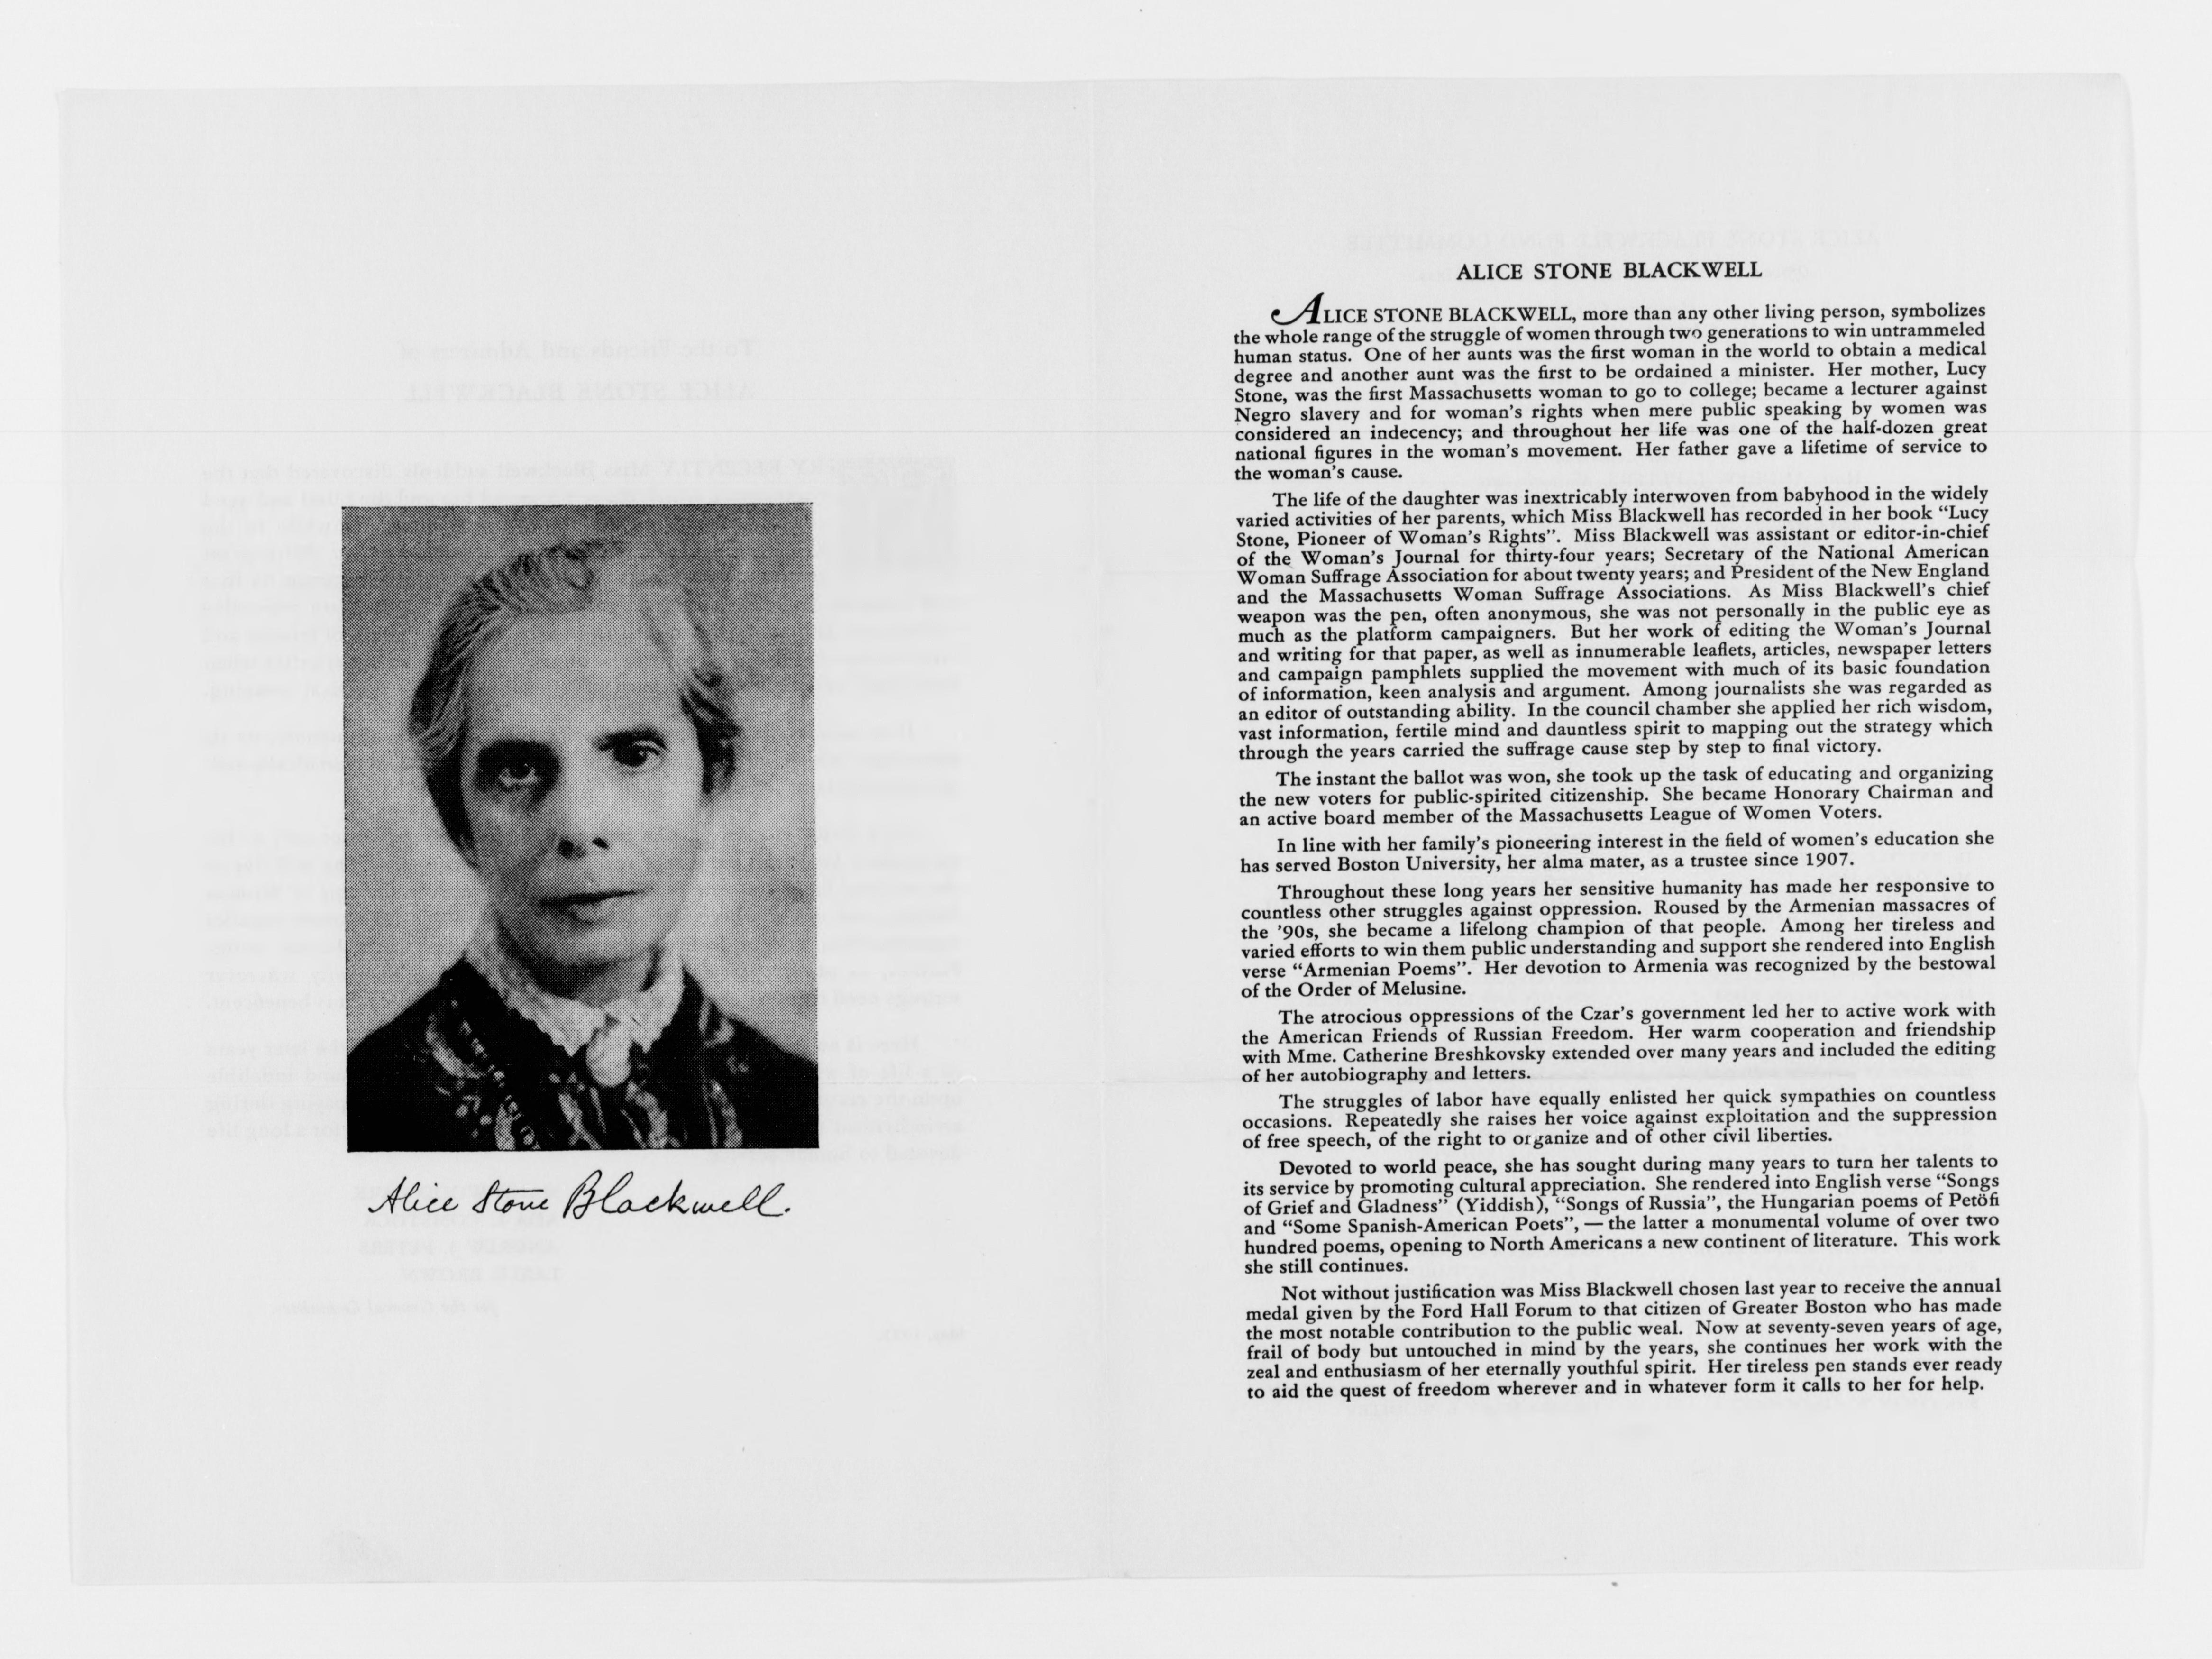 Alice Stone Blackwell.
ALICE STONE BLACKWELL
ALICE STONE BLACKWELL, more than any other living person, symbolizes
the whole range of the struggle of women through two generations to win untrammeled
human status. One of her aunts was the first woman in the world to obtain a medical
degree and another aunt was the first to be ordained a minister. Her mother, Lucy
Stone, was the first Massachusetts woman to go to college; became a lecturer against
Negro slavery and for woman's rights when mere public speaking by women was
considered an indecency; and throughout her life was one of the half-dozen great
national figures in the woman's movement. Her father gave a lifetime of service to
the woman's cause.
The life of the daughter was inextricably interwoven from babyhood in the widely
varied activities of her parents, which Miss Blackwell has recorded in her book “Lucy
Stone, Pioneer of Woman's Rights”. Miss Blackwell was assistant or editor-in-chief
of the Woman's Journal for thirty-four years; Secretary of the National American
Woman Suffrage Association for about twenty years; and President of the New England
and the Massachusetts Woman Suffrage Associations. As Miss Blackwell's chief
weapon was the pen, often anonymous, she was not personally in the public eye as
much as the platform campaigners. But her work of editing the Woman's Journal
and writing for that paper, as well as innumerable leaflets, articles, newspaper letters
and campaign pamphlets supplied the movement with much of its basic foundation
of information, keen analysis and argument. Among journalists she was regarded as
an editor of outstanding ability. In the council chamber she applied her rich wisdom,
vast information, fertile mind and dauntless spirit to mapping out the strategy which
through the years carried the suffrage cause step by step to final victory.
The instant the ballot was won, she took up the task of educating and organizing
the new voters for public-spirited citizenship. She became Honorary Chairman and
an active board member of the Massachusetts League of Women Voters.
In line with her family's pioneering interest in the field of women's education she
has served Boston University, her alma mater, as a trustee since 1907.
Throughout these long years her sensitive humanity has made her responsive to
countless other struggles against oppression. Roused by the Armenian massacres of
the '90s, she became a lifelong champion of that people. Among her tireless and
varied efforts to win them public understanding and support she rendered into English
verse “Armenian Poems”. Her devotion to Armenia was recognized by the bestowal
of the Order of Melusine.
The atrocious oppressions of the Czar's government led her to active work with
the American Friends of Russian Freedom. Her warm cooperation and friendship
with Mme. Catherine Breshkovsky extended over many years and included the editing
of her autobiography and letters.
The struggles of labor have equally enlisted her quick sympathies on countless
occasions. Repeatedly she raises her voice against exploitation and the suppression
of free speech, of the right to organize and of other civil liberties.
Devoted to world peace, she has sought during many years to turn her talents to
its service by promoting cultural appreciation. She rendered into English verse “Songs
of Grief and Gladness” (Yiddish), “Songs of Russia”, the Hungarian poems of Petöfi
and “Some Spanish-American Poets”, — the latter a monumental volume of over two
hundred poems, opening to North Americans a new continent of literature. This work
she still continues.
Not without justification was Miss Blackwell chosen last year to receive the annual
medal given by the Ford Hall Forum to that citizen of Greater Boston who has made
the most notable contribution to the public weal. Now at seventy-seven years of age,
frail of body but untouched in mind by the years, she continues her work with the
zeal and enthusiasm of her eternally youthful spirit. Her tireless pen stands ever ready
to aid the quest of freedom wherever and in whatever form it calls to her for help.